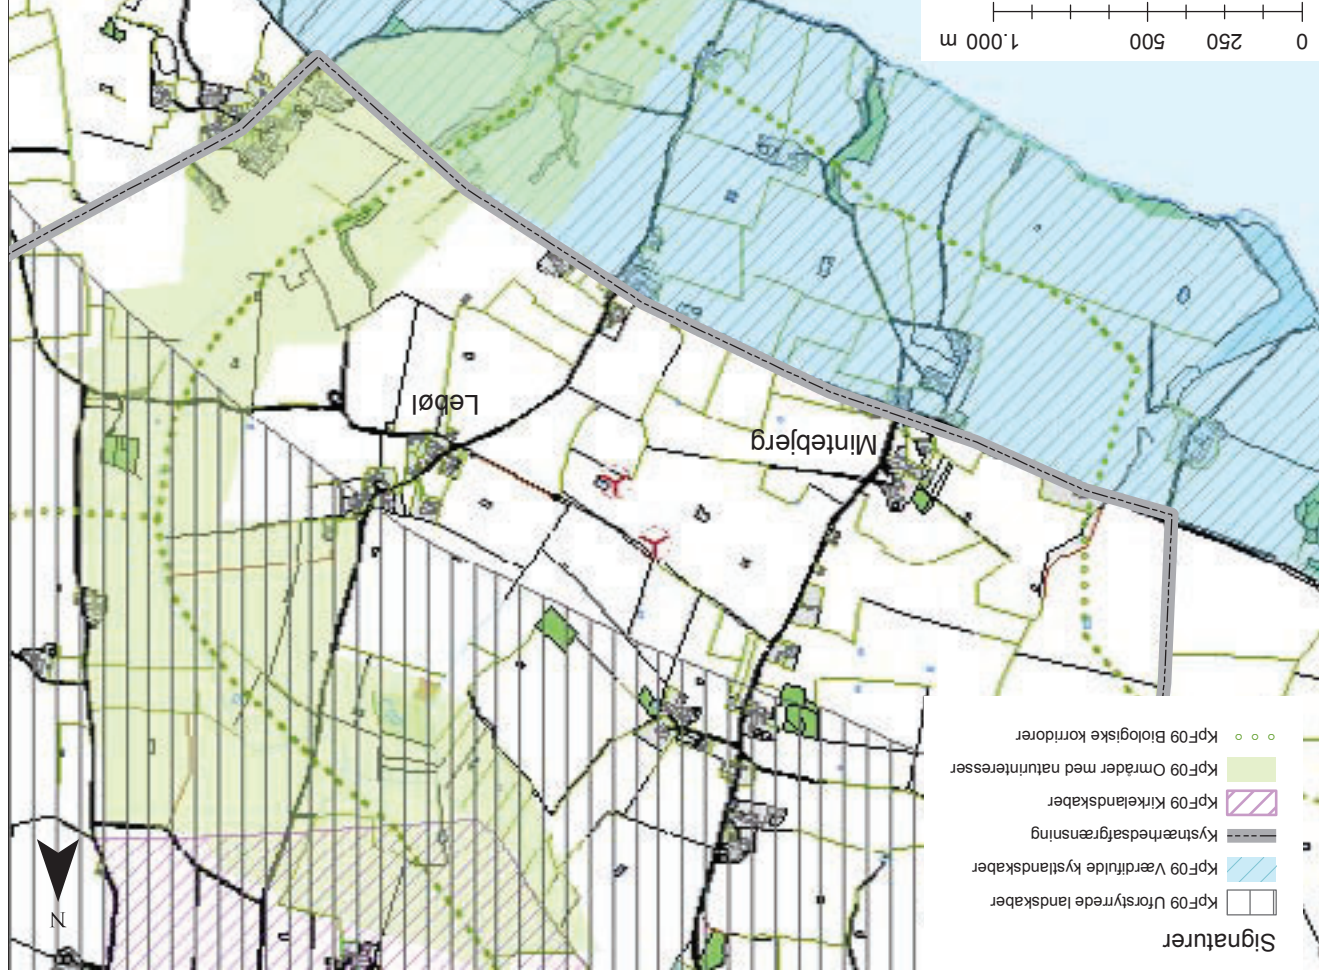 Signaturer
KpF09 Uforstyrrede landskaber
KpF09 Værdifulde kystlandskaber
Kystnærhedsafgrænsning
KpF09 Kirkelandskaber
KpF09 Områder med naturinteresser
KpF09 Biologiske korridorer
N
Mintebjerg
Lebøl
0 250 500 1.000 m